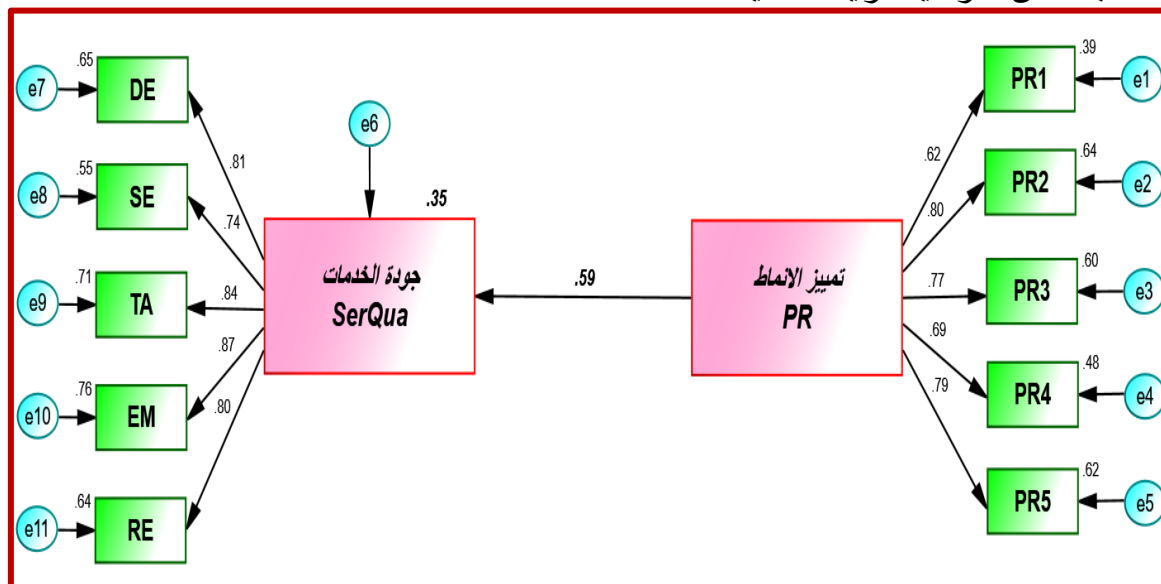 e7
.65
DE
.81
e8
.55
SE
.74
e9
.71
TA
.84
e10
.76
EM
.87
e11
.64
RE
.80
e6
.35
جودة الخدمات
SerQua
.59
تمييز الانماط
PR
.62
.39
PR1
e1
.80
.64
PR2
e2
.77
.60
PR3
e3
.69
.48
PR4
e4
.79
.62
PR5
e5